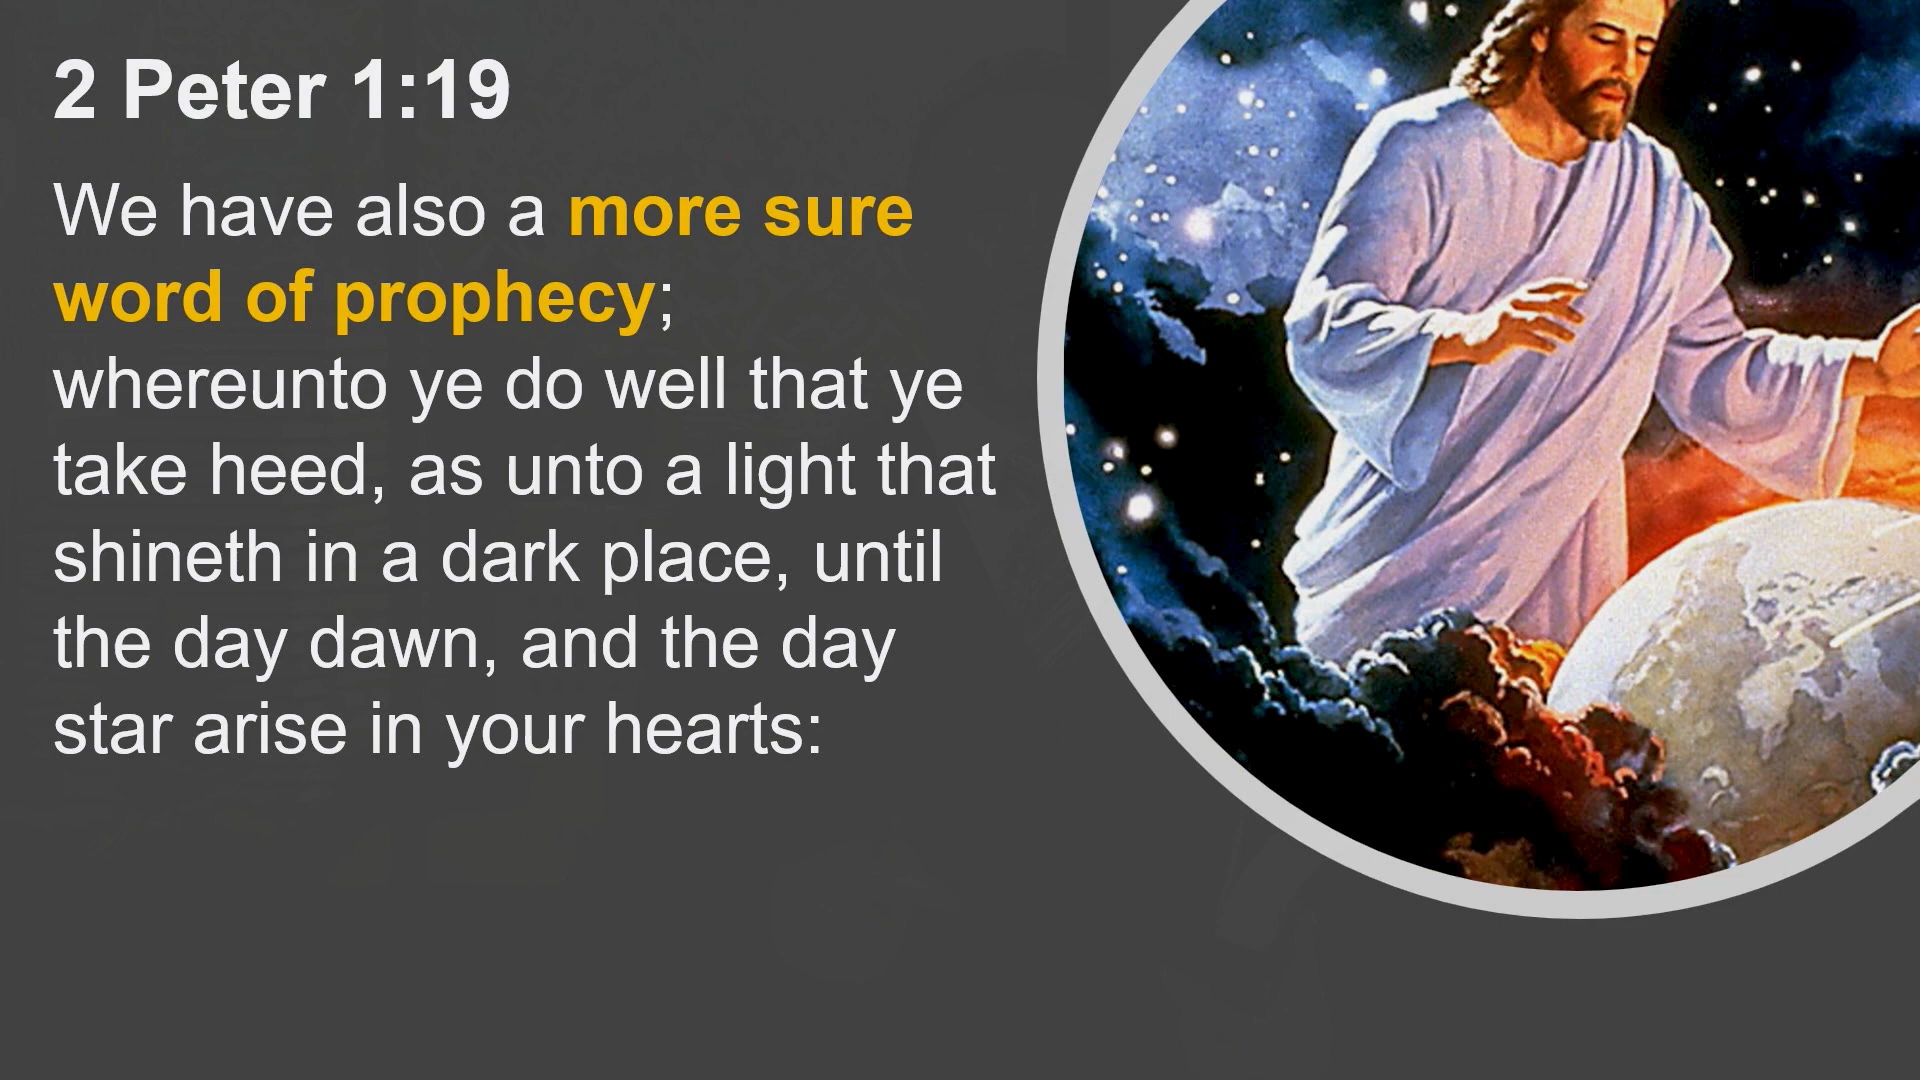 2 Peter 1:19
We have also a more sure
word of prophecy;
whereunto ye do well that ye
take heed, as unto a light that
shineth in a dark place, until
the day dawn, and the day
star arise in your hearts: